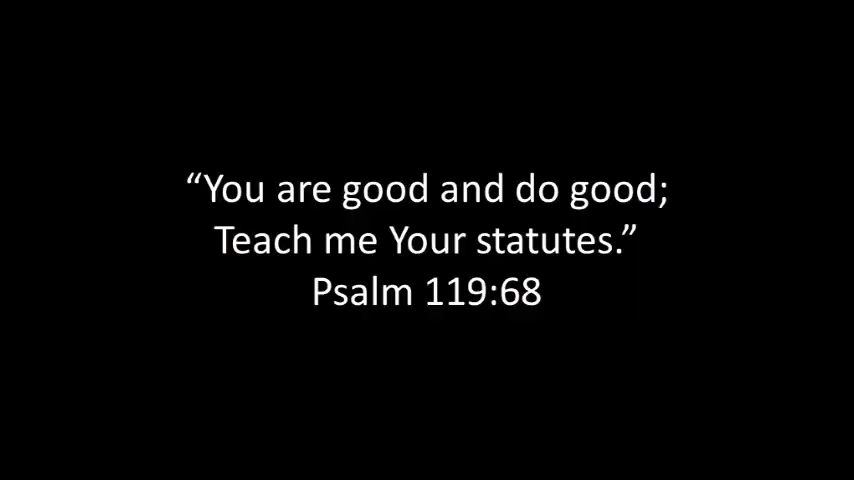 “You are good and do good;
Teach me Your statutes.”
Psalm 119:68